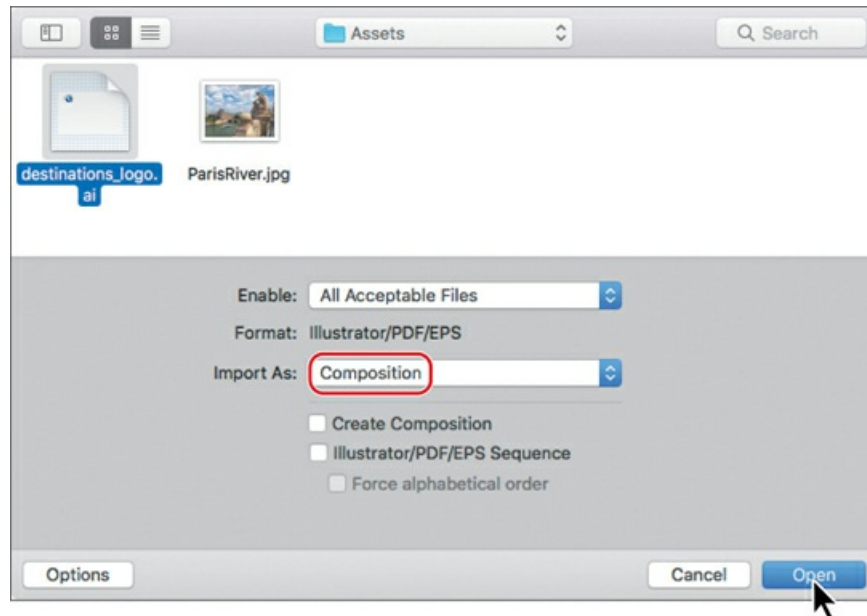 Assets
Search
destinations_logo.
ai
ParisRiver.jpg
Enable: All Acceptable Files
Format: Illustrator/PDF/EPS
Import As: Composition
Create Composition
Illustrator/PDF/EPS Sequence
Force alphabetical order
Options Cancel Open